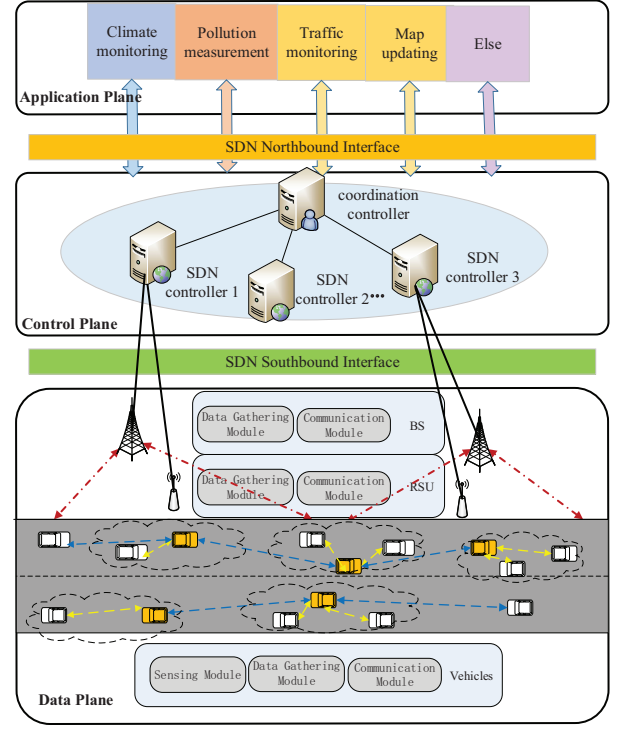 Climate
monitoring
Pollution
measurement
Traffic
monitoring
Map
updating
Else
Application Plane
SDN Northbound Interface
coordination
controller
SDN
controller 1
SDN
controller 2•••
SDN
controller 3
Control Plane
SDN Southbound Interface
Data Gathering
Module
Communication
Module
BS
Data Gathering
Module
Communication
Module
RSU
Sensing Module
Data Gathering
Module
Communication
Module
Vehicles
Data Plane